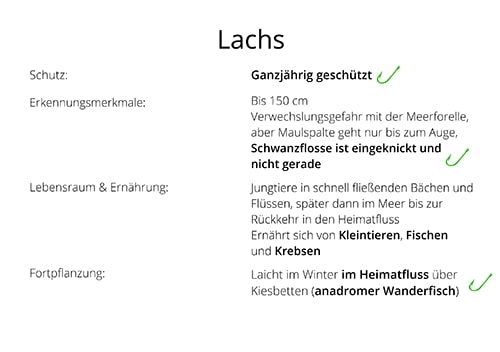 Lachs
Schutz: Ganzjährig geschützt
Erkennungsmerkmale: Bis 150 cm
Verwechslungsgefahr mit der Meerforelle,
aber Maulspalte geht nur bis zum Auge,
Schwanzflosse ist eingeknickt und
nicht gerade
Lebensraum & Ernährung: Jungtiere in schnell fließenden Bächen und
Flüssen, später dann im Meer bis zur
Rückkehr in den Heimatfluss
Ernährt sich von Kleintieren, Fischen
und Krebsen
Fortpflanzung: Laicht im Winter im Heimatfluss über
Kiesbetten (anadromer Wanderfisch)